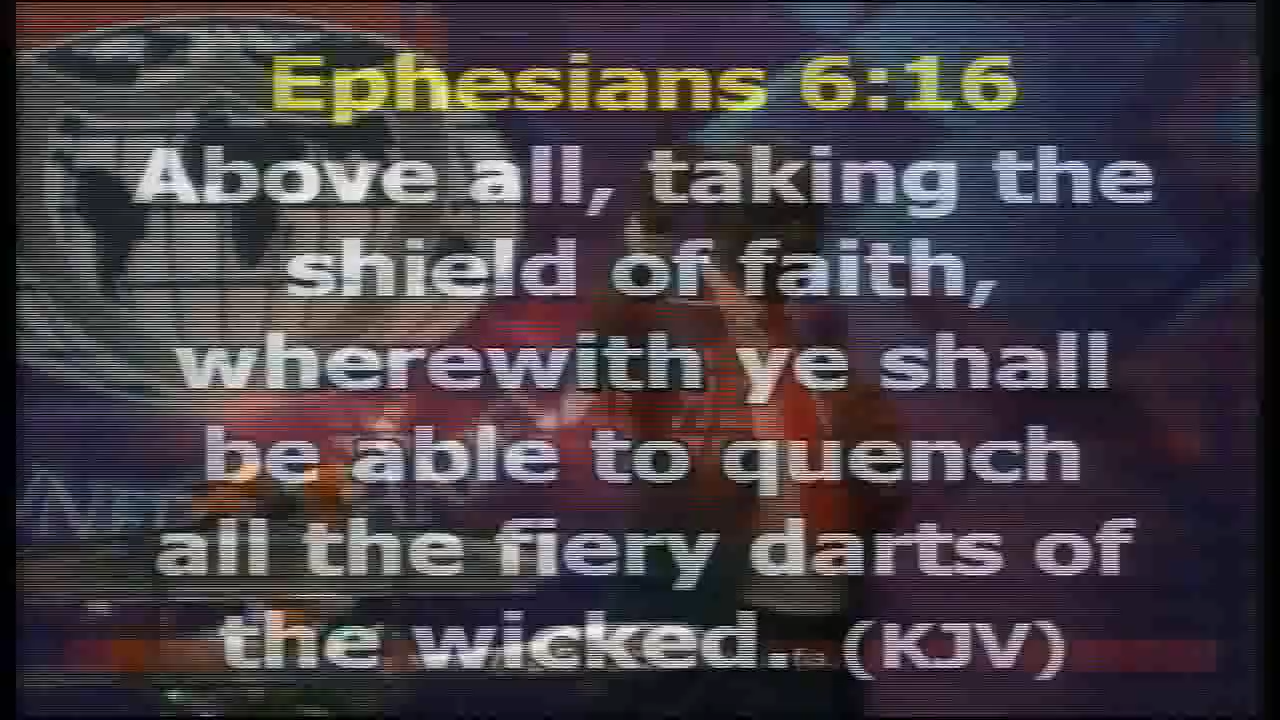 Ephesians 6:16
Above all, taking the
shield of faith,
wherewith ye shall
be able to quench
all the fiery darts of
the wicked. (KJV)